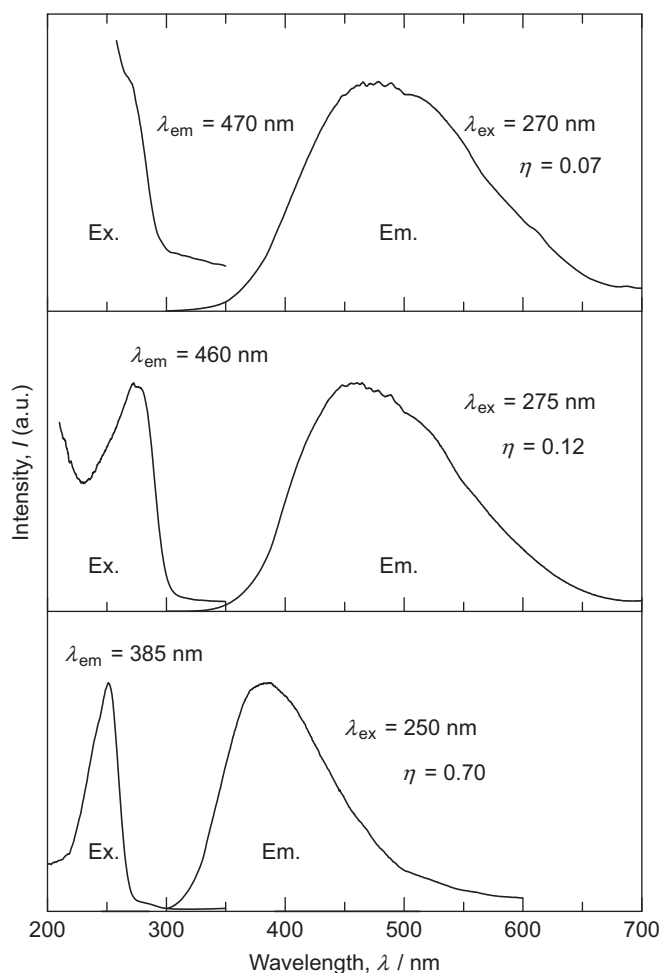 λem = 470 nm
λex = 270 nm
η = 0.07
Ex.
Em.
λem = 460 nm
λex = 275 nm
η = 0.12
Ex.
Em.
λem = 385 nm
λex = 250 nm
η = 0.70
Ex.
Em.
Intensity, I (a.u.)
200 300 400 500 600 700
Wavelength, λ / nm